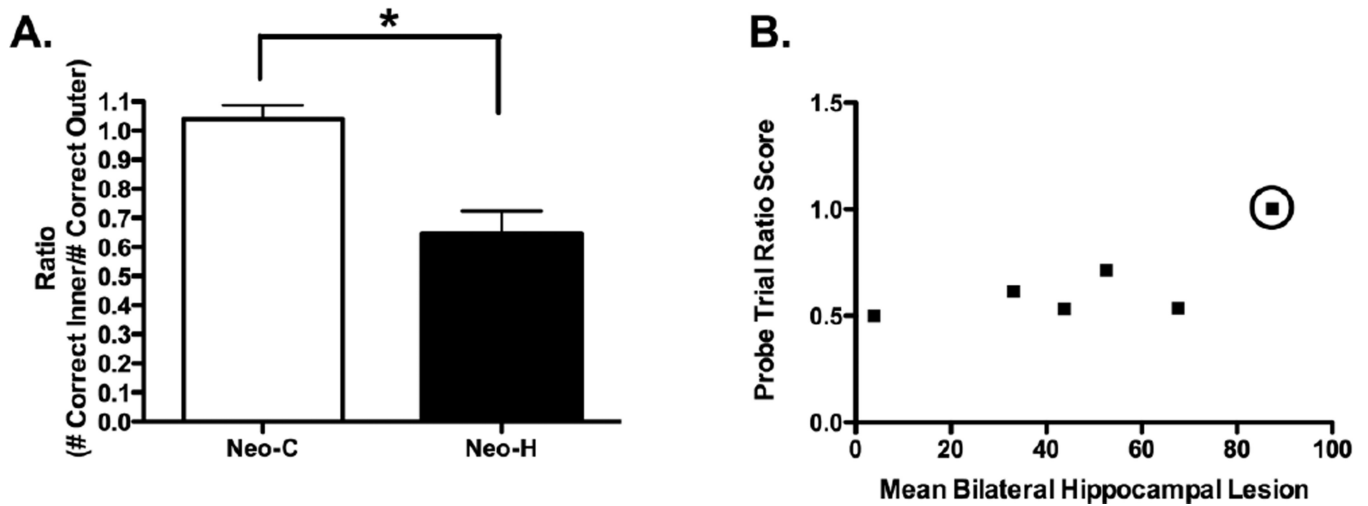 A.
*
Ratio
(# Correct Inner/# Correct Outer)
1.1
1.0
0.9
0.8
0.7
0.6
0.5
0.4
0.3
0.2
0.1
0.0
Neo-C Neo-H
B.
Probe Trial Ratio Score
1.5
1.0
0.5
0.0
0 20 40 60 80 100
Mean Bilateral Hippocampal Lesion